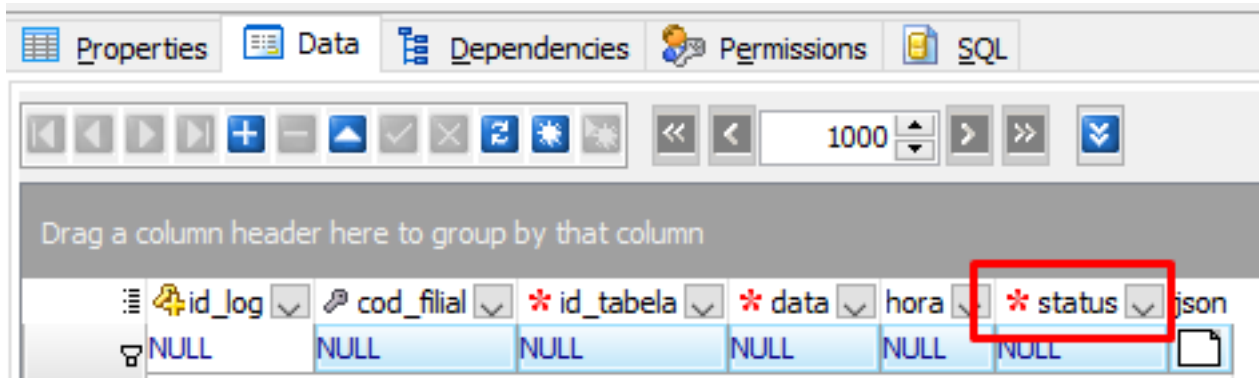 Properties Data Dependencies Permissions SQL
1000
Drag a column header here to group by that column
id_log cod_filial * id_tabela * data hora * status json
NULL NULL NULL NULL NULL NULL